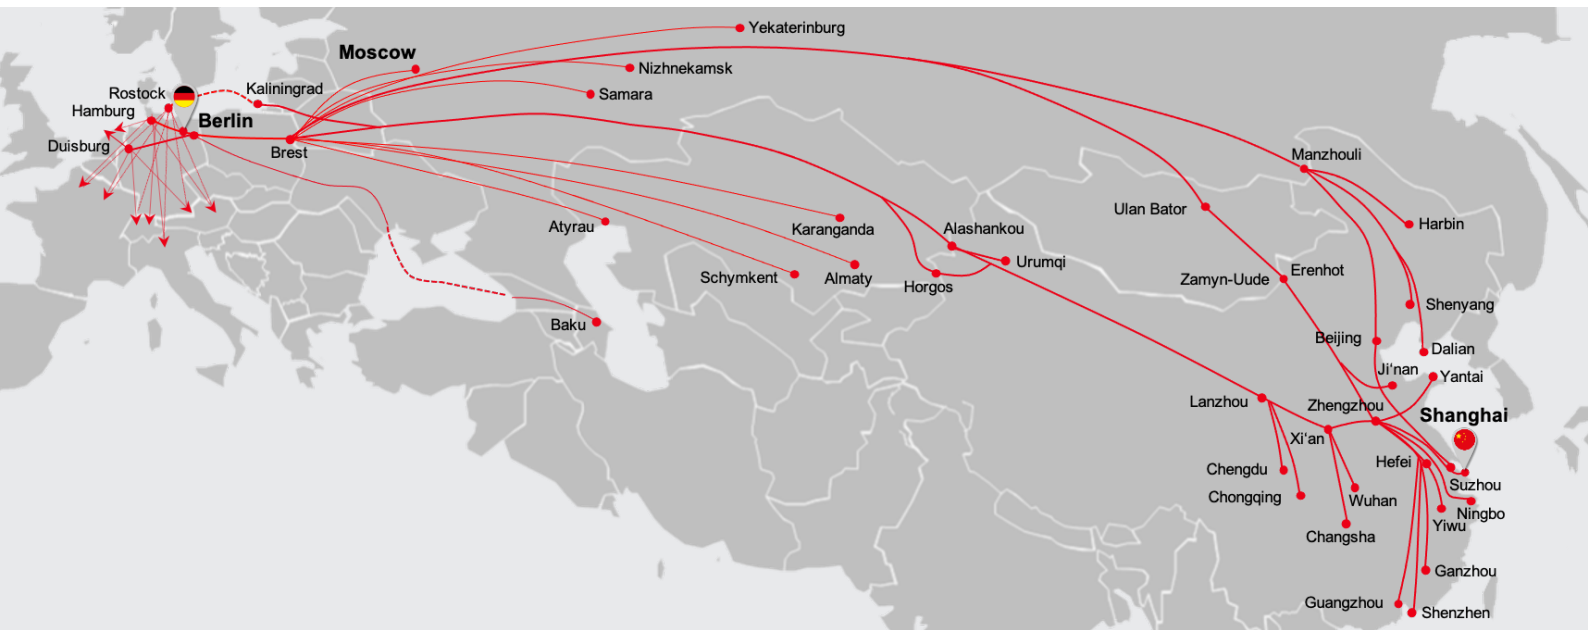 Yekaterinburg
Moscow
Nizhnekamsk
Kaliningrad
Rostock
Samara
Hamburg
Berlin
Duisburg
Brest
Manzhouli
Ulan Bator
Harbin
Atyrau
Karanganda
Alashankou
Urumqi
Schymkent
Almaty
Horgos
Zamyn-Uude
Erenhot
Shenyang
Baku
Beijing
Dalian
Ji'nan
Yantai
Lanzhou
Zhengzhou
Shanghai
Xi'an
Hefei
Chengdu
Suzhou
Chongqing
Wuhan
Ningbo
Yiwu
Changsha
Ganzhou
Guangzhou
Shenzhen